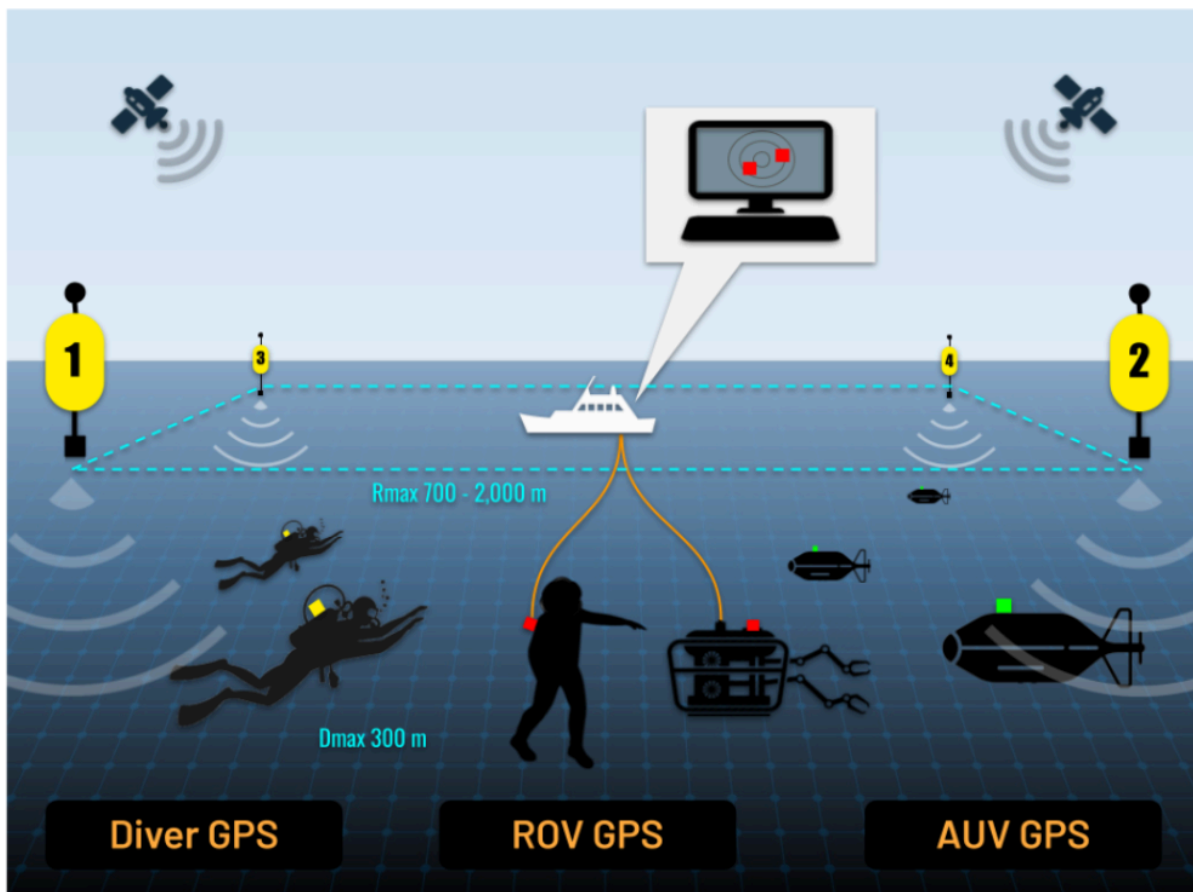 1
3
4
2
Rmax 700 - 2,000 m
Dmax 300 m
Diver GPS
ROV GPS
AUV GPS